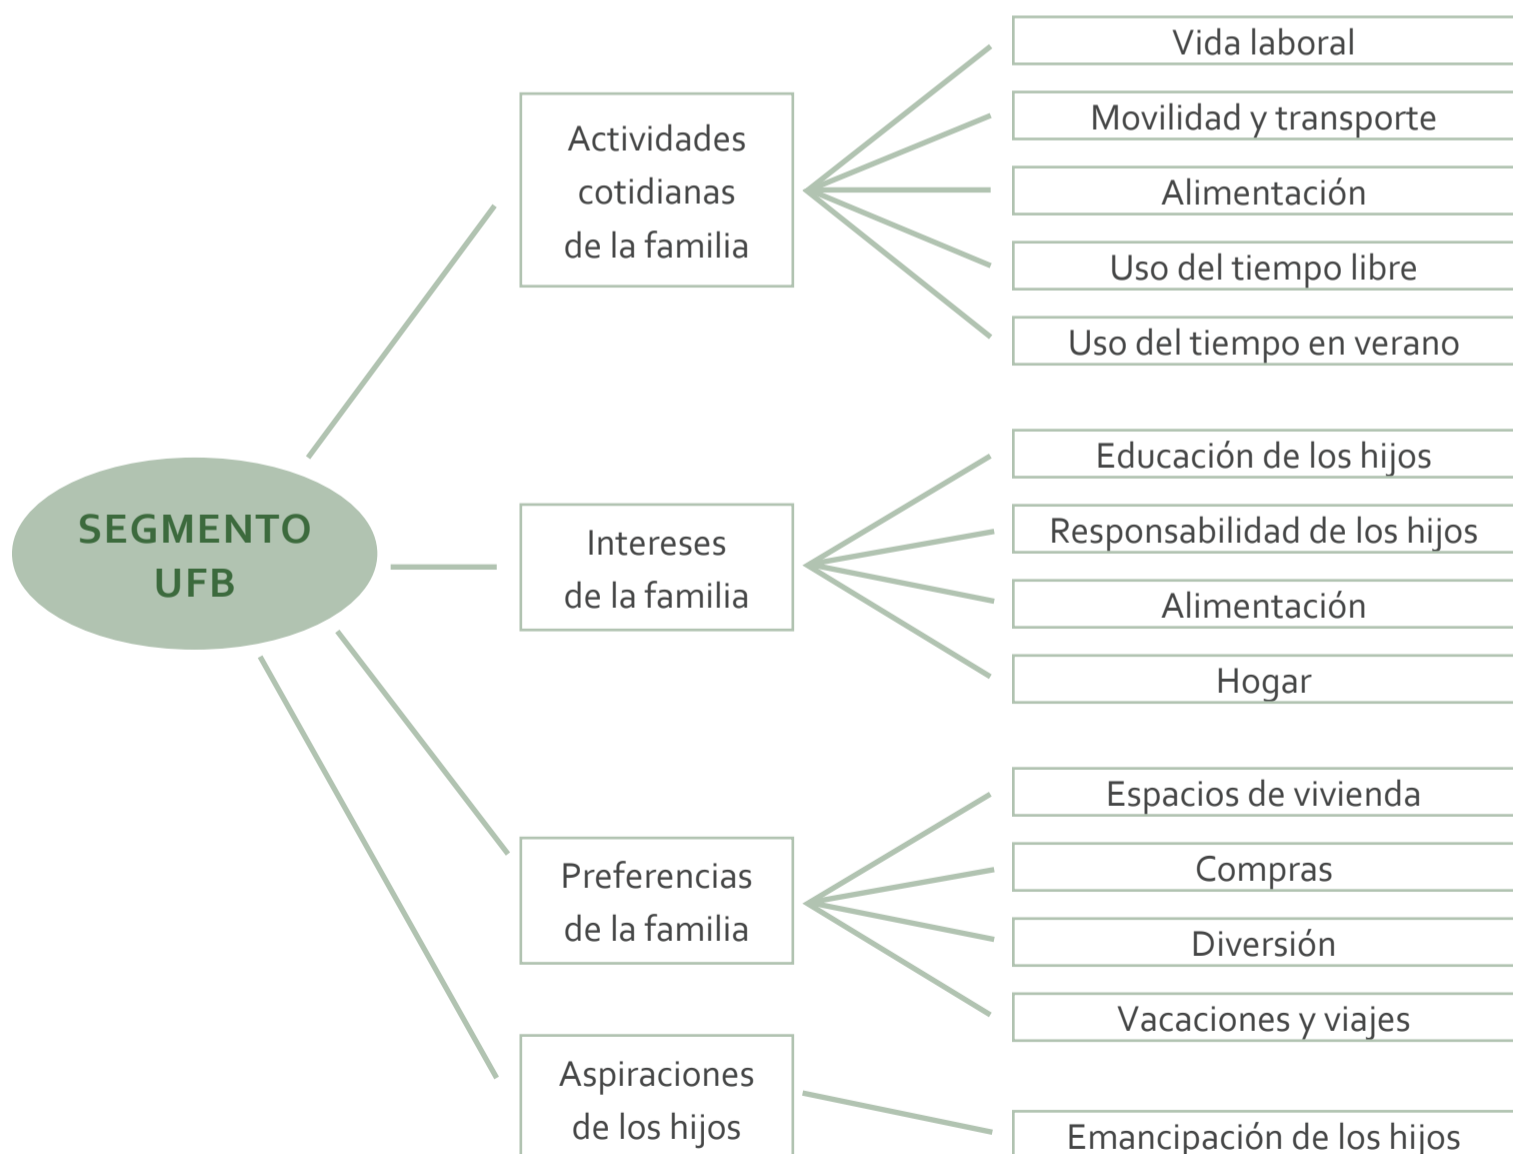 SEGMENTO
UFB
Actividades
cotidianas
de la familia
Vida laboral
Movilidad y transporte
Alimentación
Uso del tiempo libre
Uso del tiempo en verano
Intereses
de la familia
Educación de los hijos
Responsabilidad de los hijos
Alimentación
Hogar
Preferencias
de la familia
Espacios de vivienda
Compras
Diversión
Vacaciones y viajes
Aspiraciones
de los hijos
Emancipación de los hijos